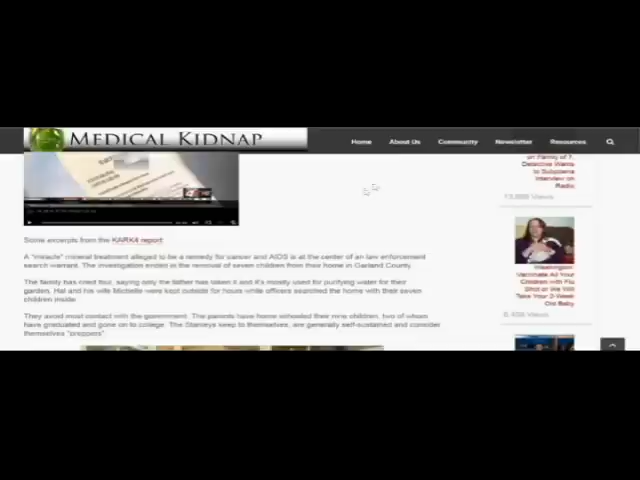 MEDICAL KIDNAP
Home About Us Community Newsletter Resources
on Family of 7,
Detective Wants
to Subpoena
Interview on
Radio
Views
Some excerpts from the KARK4 report:
A "miracle" mineral treatment alleged to be a remedy for cancer and AIDS is at the center of an law enforcement
search warrant. The investigation ended in the removal of seven children from their home in Garland County.
The family has cried foul, saying only the father has taken it and it's mostly used for purifying water for their
garden. Hal and his wife Michelle were kept outside for hours while officers searched the home with their seven
children inside.
They avoid most contact with the government. The parents have home schooled their nine children, two of whom
have graduated and gone on to college. The Stanleys keep to themselves, are generally self-sustained and consider
themselves "preppers".
Washington:
Vaccinate All
Your Children
with Flu
Shot or We Will
Take Your 2-Week
Old Baby
Views